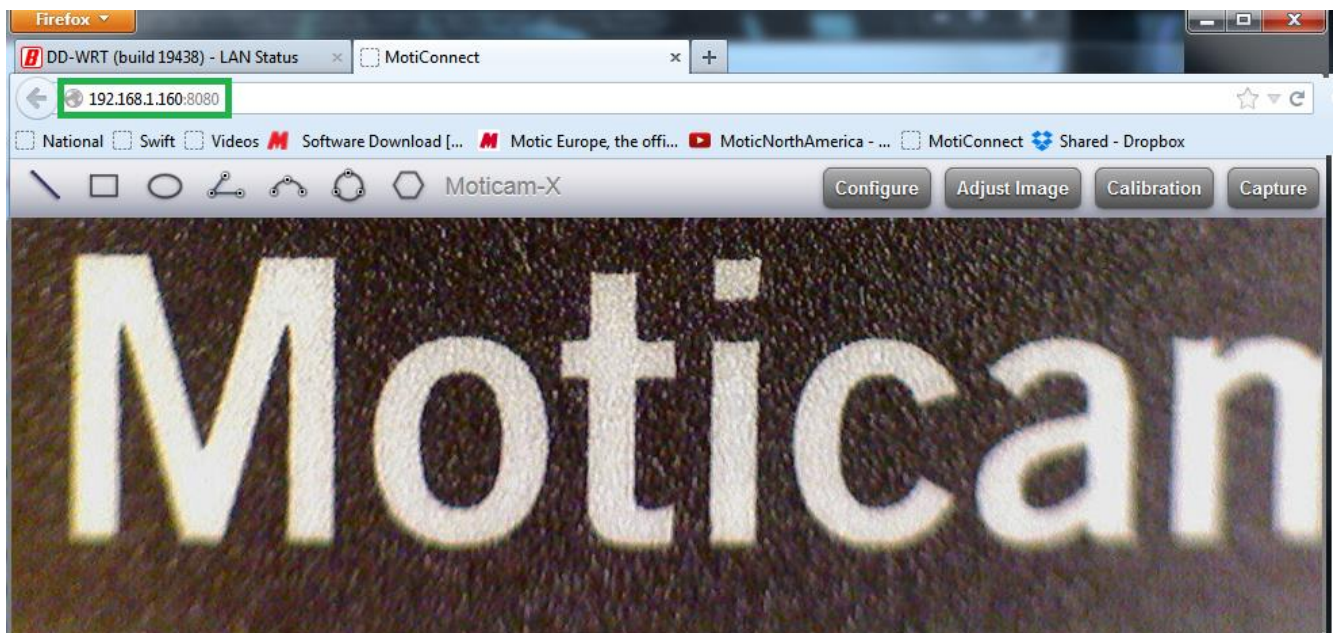 Firefox
DD-WRT (build 19438) - LAN Status
MotiConnect
192.168.1.160:8080
National Swift Videos Software Download [... Motic Europe, the offi... MoticNorthAmerica - ... MotiConnect Shared - Dropbox
Moticam-X Configure Adjust Image Calibration Capture
Motican